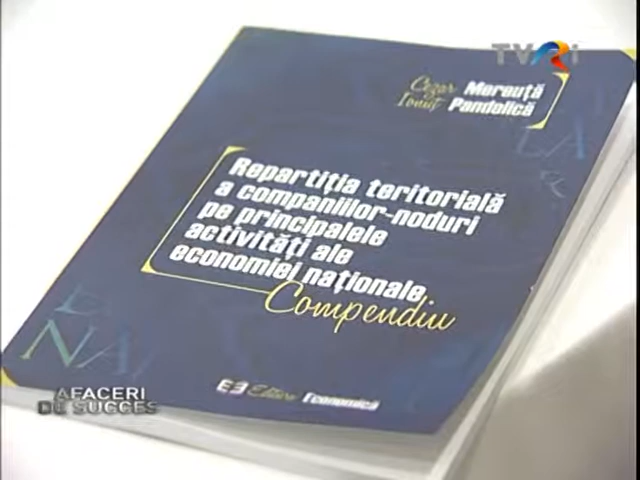 TVRi
Cezar Mereuță
Ionuț Pandelică
Repartiția teritorială
a companiilor-noduri
pe principalele
activități ale
economiei naționale
Compendiu
Editura Economică
AFACERI
DE SUCCES